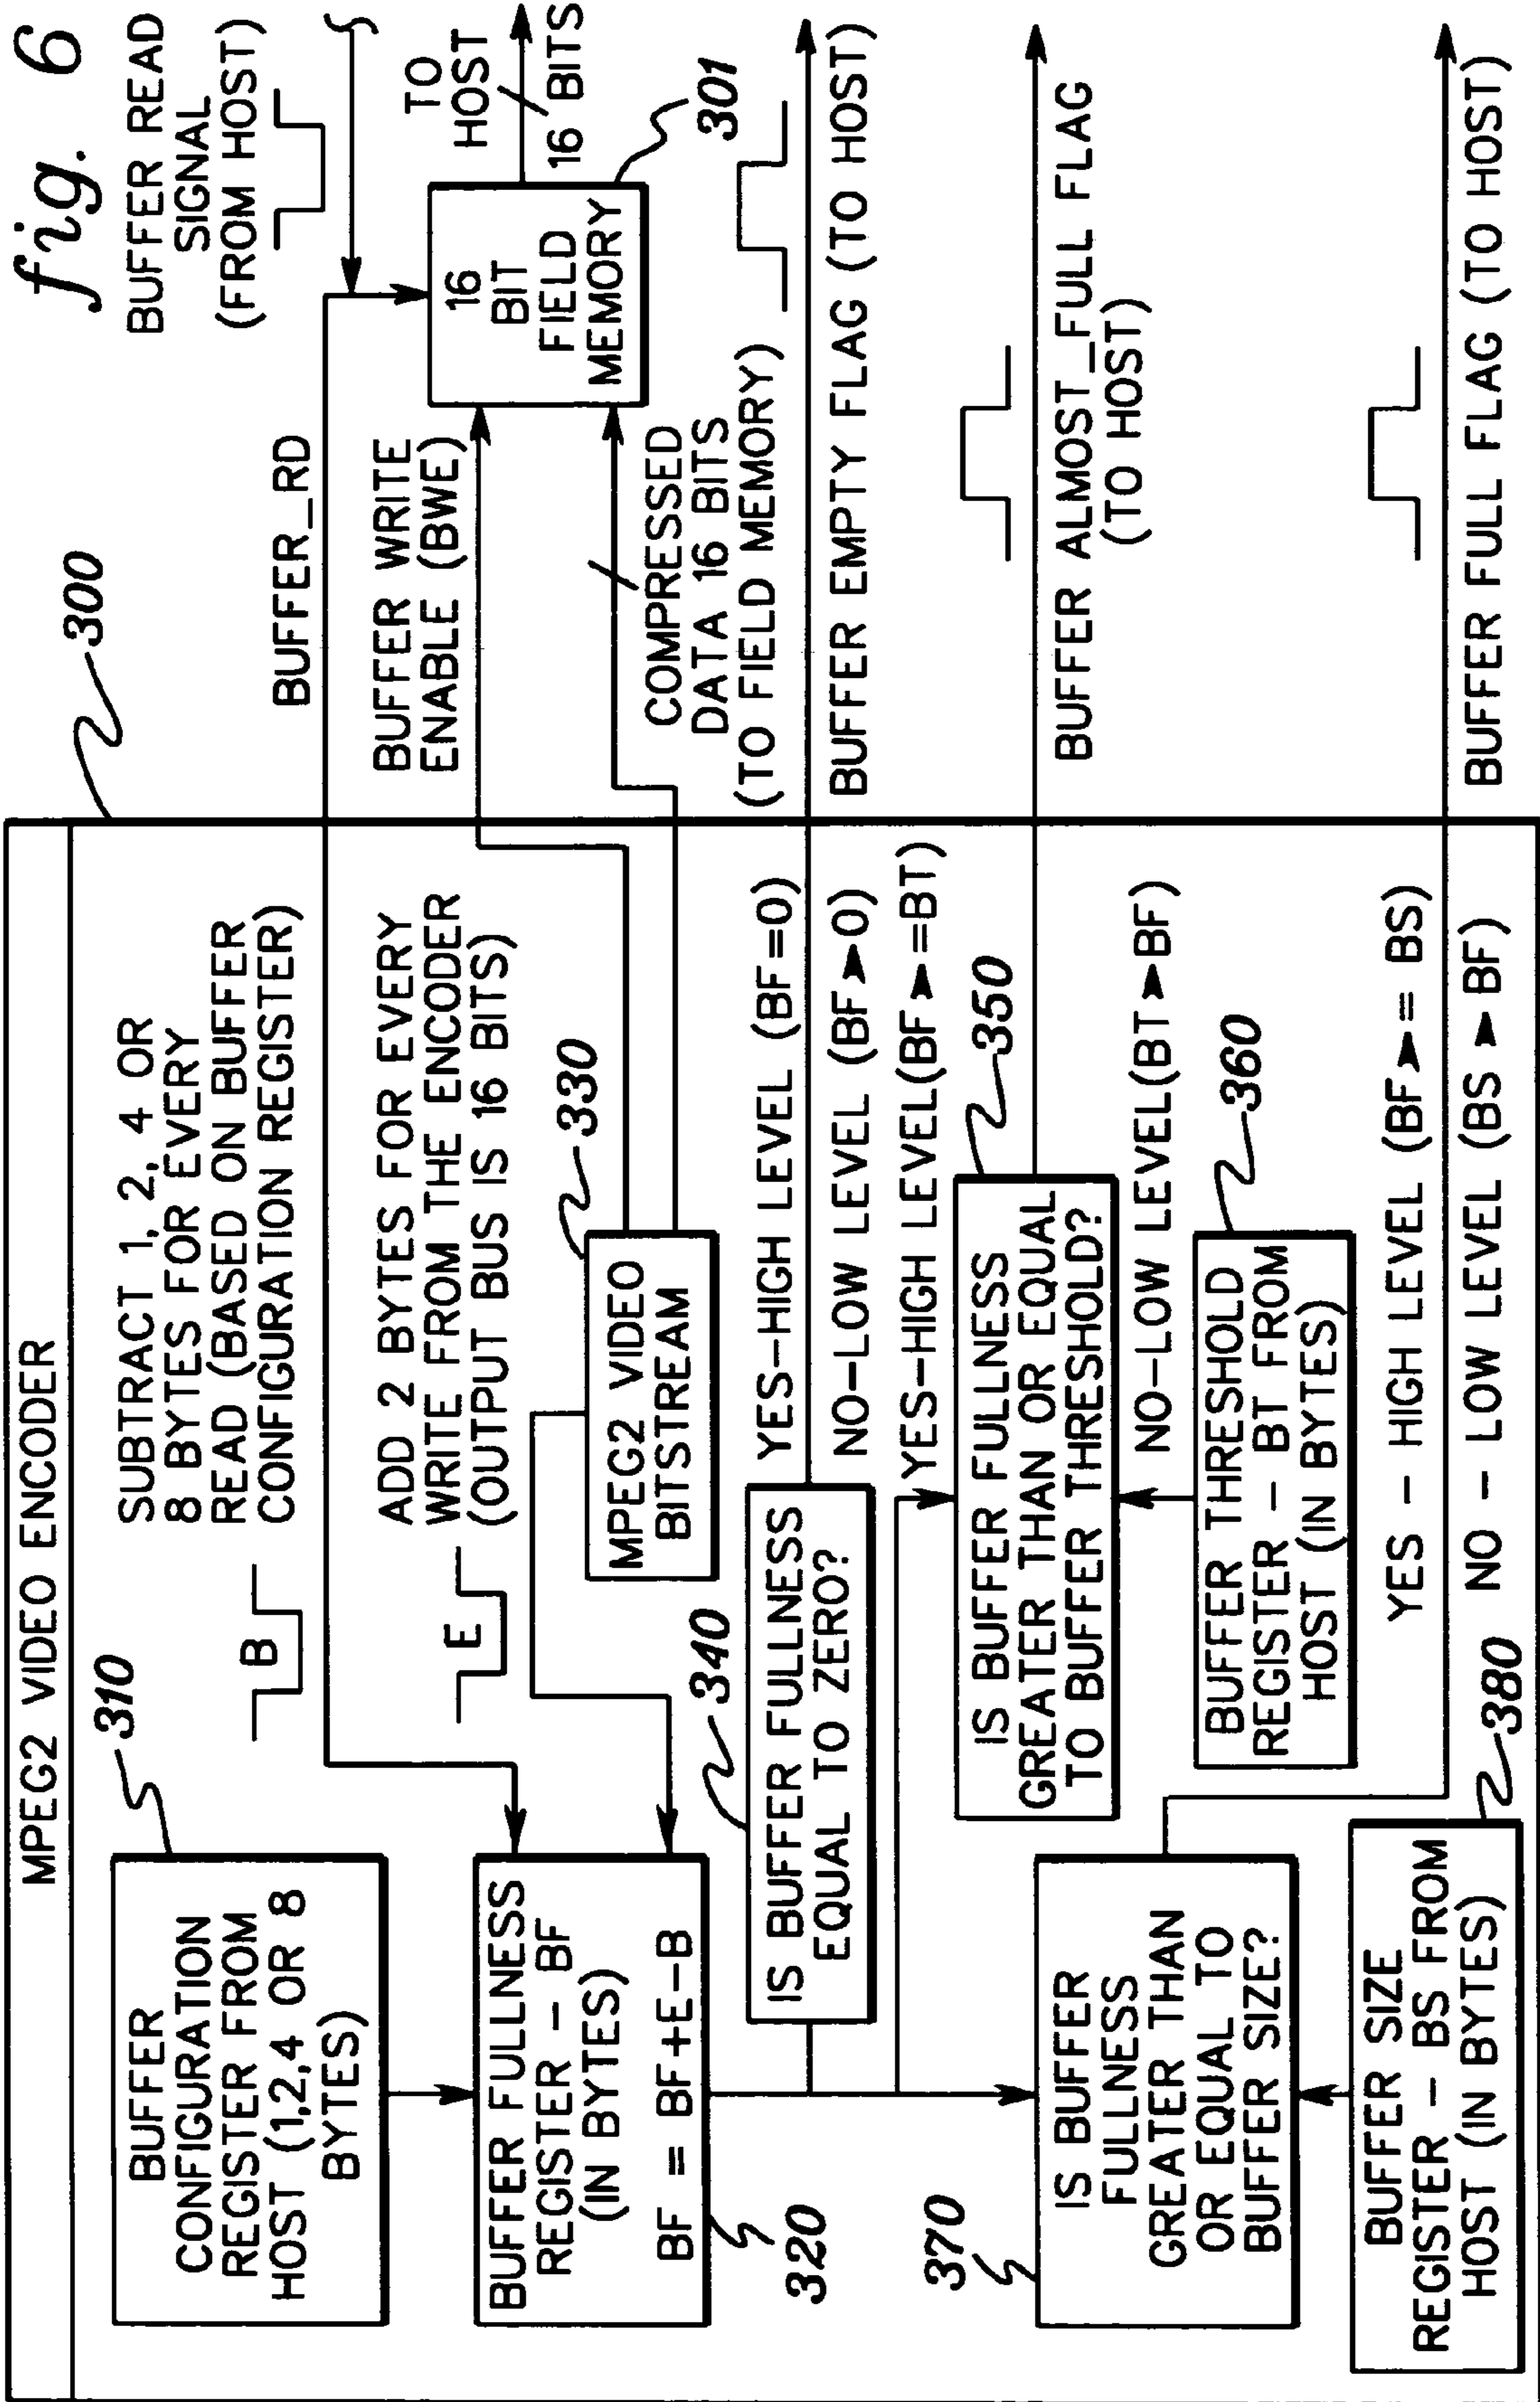 fig. 6
MPEG2 VIDEO ENCODER
300
310
BUFFER
CONFIGURATION
REGISTER FROM
HOST (1,2,4 OR 8
BYTES)
B
SUBTRACT 1, 2, 4 OR
8 BYTES FOR EVERY
READ (BASED ON BUFFER
CONFIGURATION REGISTER)
BUFFER_RD
BUFFER READ
SIGNAL
(FROM HOST)
BUFFER FULLNESS
REGISTER – BF
(IN BYTES)
BF = BF+E–B
320
E
ADD 2 BYTES FOR EVERY
WRITE FROM THE ENCODER
(OUTPUT BUS IS 16 BITS)
330
MPEG2 VIDEO
BITSTREAM
BUFFER WRITE
ENABLE (BWE)
COMPRESSED
DATA 16 BITS
(TO FIELD MEMORY)
16
BIT
FIELD
MEMORY
301
TO
HOST
16 BITS
340
IS BUFFER FULLNESS
EQUAL TO ZERO?
YES–HIGH LEVEL (BF=0)
NO–LOW LEVEL (BF>0)
BUFFER EMPTY FLAG (TO HOST)
YES–HIGH LEVEL(BF>=BT)
350
IS BUFFER FULLNESS
GREATER THAN OR EQUAL
TO BUFFER THRESHOLD?
NO–LOW LEVEL(BT>BF)
BUFFER ALMOST_FULL FLAG
(TO HOST)
360
BUFFER THRESHOLD
REGISTER – BT FROM
HOST (IN BYTES)
370
IS BUFFER
FULLNESS
GREATER THAN
OR EQUAL TO
BUFFER SIZE?
YES – HIGH LEVEL (BF>= BS)
NO – LOW LEVEL (BS > BF)
BUFFER FULL FLAG (TO HOST)
380
BUFFER SIZE
REGISTER – BS FROM
HOST (IN BYTES)